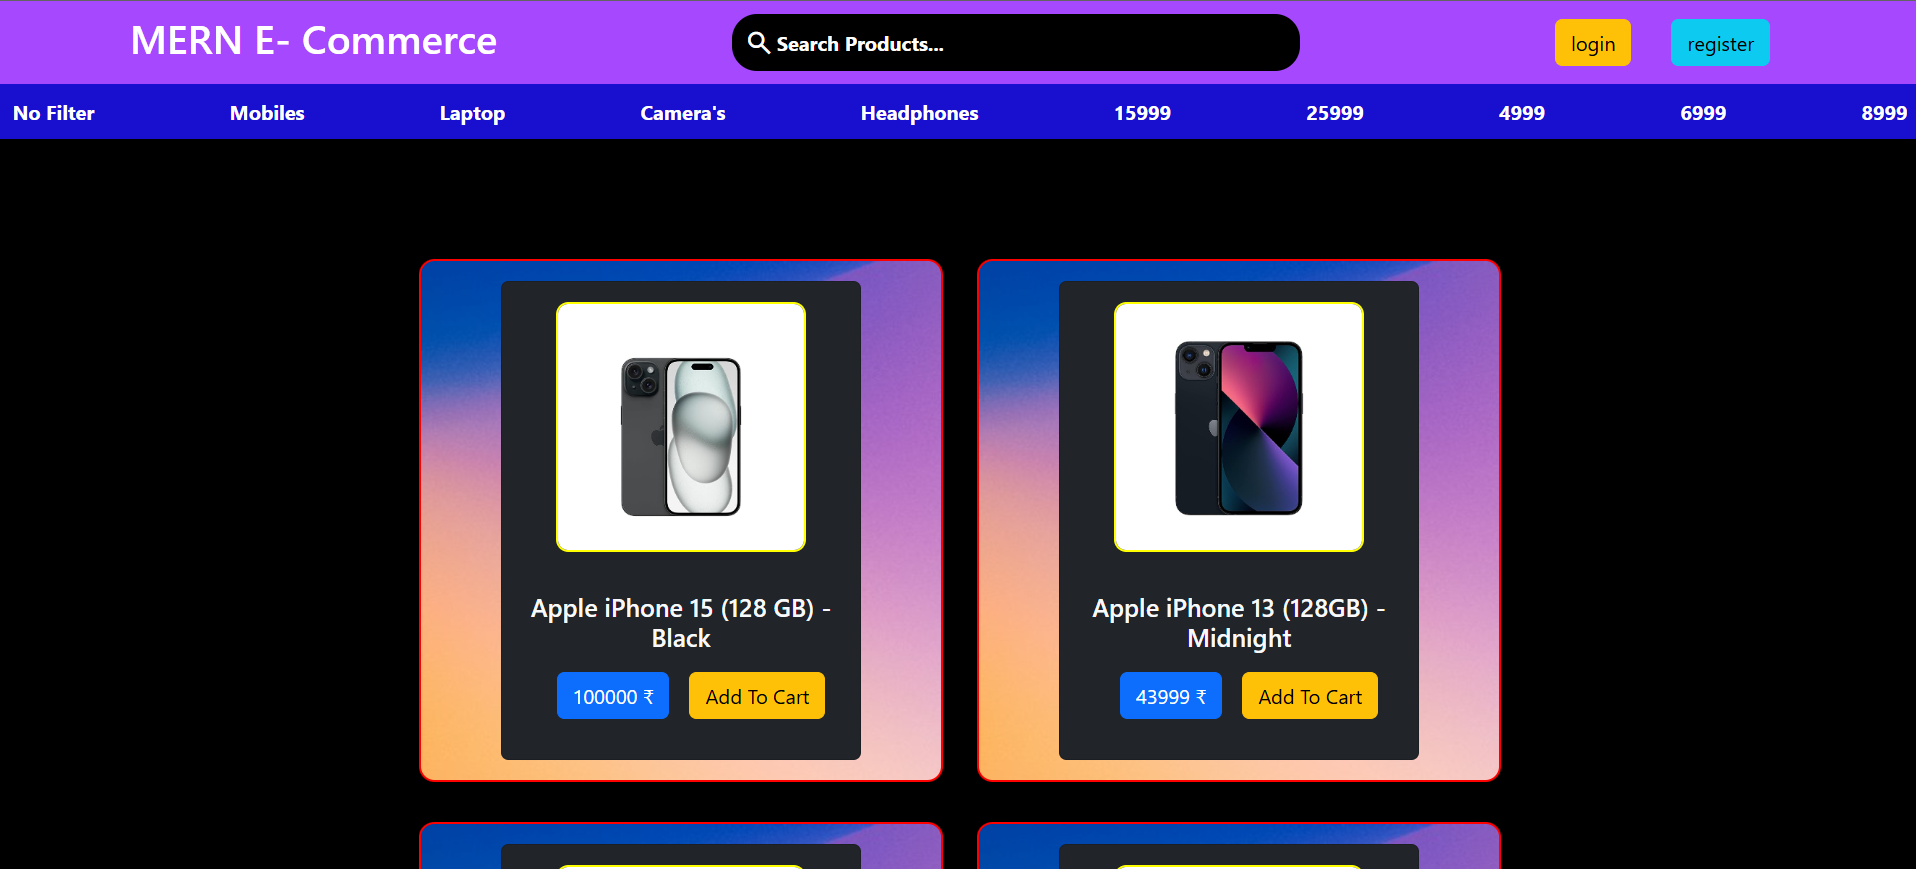 MERN E- Commerce
Search Products...
login
register
No Filter
Mobiles
Laptop
Camera's
Headphones
15999
25999
4999
6999
8999
Apple iPhone 15 (128 GB) -
Black
100000 ₹
Add To Cart
Apple iPhone 13 (128GB) -
Midnight
43999 ₹
Add To Cart